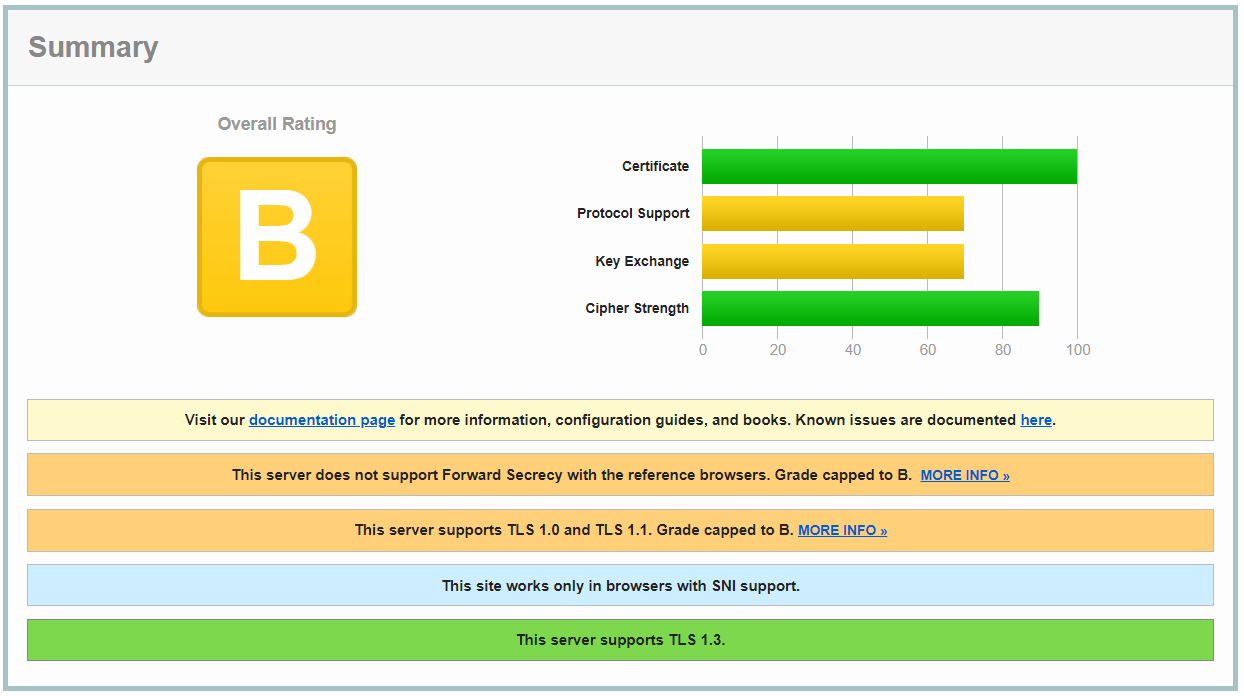 Summary
Overall Rating
B
Certificate
Protocol Support
Key Exchange
Cipher Strength
0 20 40 60 80 100
Visit our documentation page for more information, configuration guides, and books. Known issues are documented here.
This server does not support Forward Secrecy with the reference browsers. Grade capped to B. MORE INFO »
This server supports TLS 1.0 and TLS 1.1. Grade capped to B. MORE INFO »
This site works only in browsers with SNI support.
This server supports TLS 1.3.